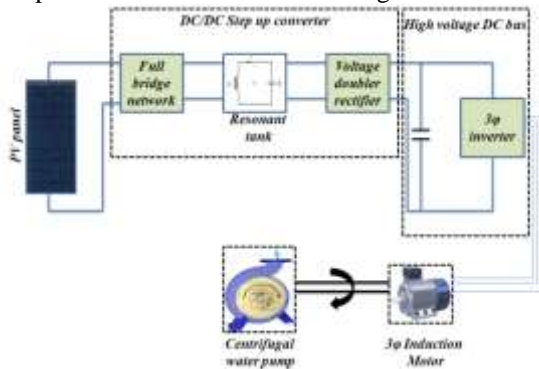 DC/DC Step up converter
High voltage DC bus
PV panel
Full
bridge
network
Resonant
tank
Voltage
doubler
rectifier
3φ
inverter
Centrifugal
water pump
3φ Induction
Motor